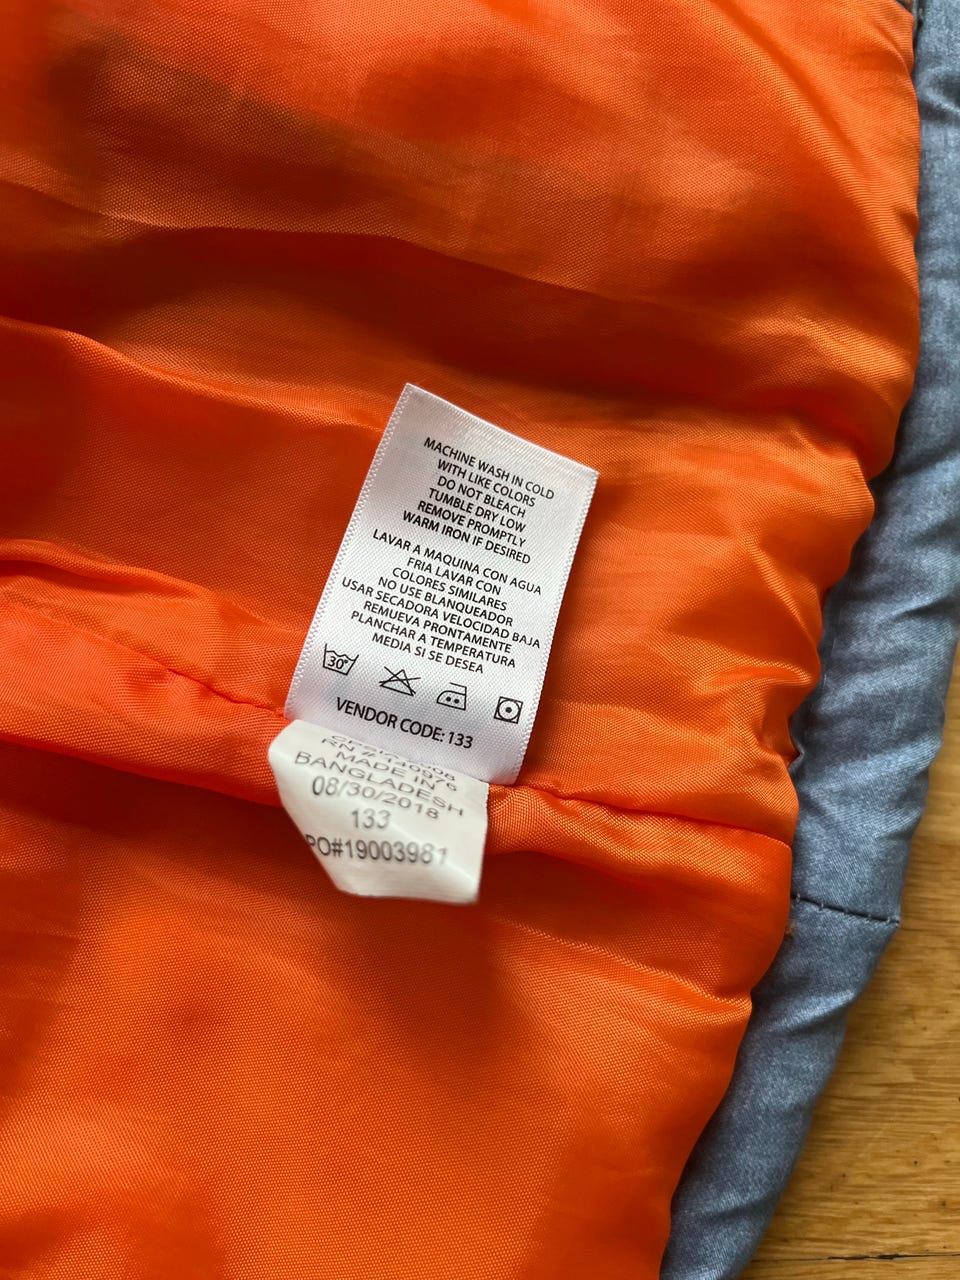 MACHINE WASH IN COLD
WITH LIKE COLORS
DO NOT BLEACH
TUMBLE DRY LOW
REMOVE PROMPTLY
WARM IRON IF DESIRED
LAVAR A MAQUINA CON AGUA
FRIA LAVAR CON
COLORES SIMILARES
NO USE BLANQUEADOR
USAR SECADORA VELOCIDAD BAJA
REMUEVA PRONTAMENTE
PLANCHAR A TEMPERATURA
MEDIA SI SE DESEA
30°
VENDOR CODE: 133
RN #
MADE IN
BANGLADESH
08/30/2018
133
PO#19003981